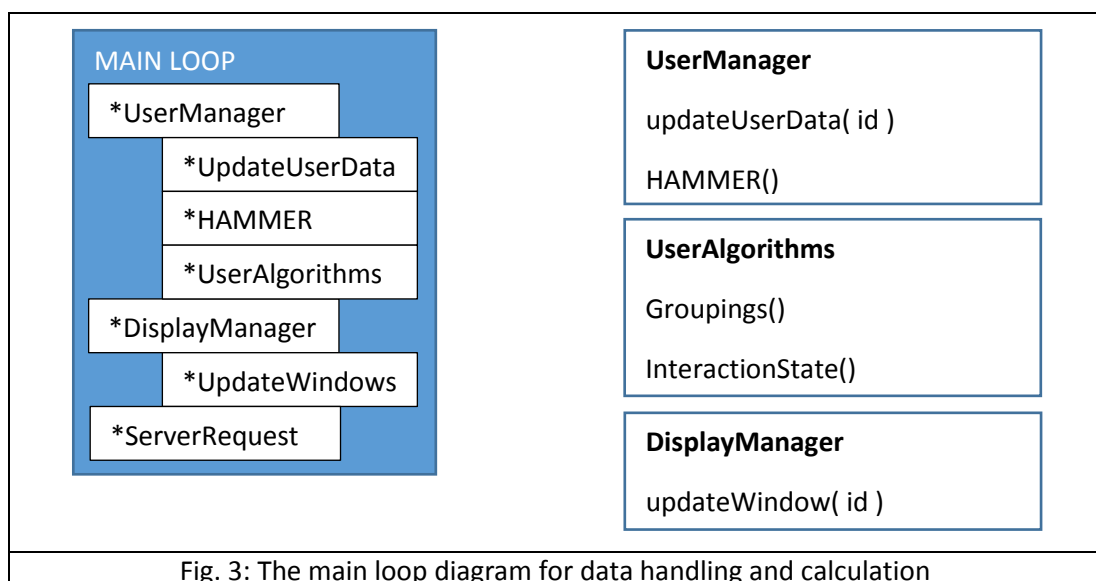 MAIN LOOP
*UserManager
*UpdateUserData
*HAMMER
*UserAlgorithms
*DisplayManager
*UpdateWindows
*ServerRequest
UserManager
updateUserData( id )
HAMMER()
UserAlgorithms
Groupings()
InteractionState()
DisplayManager
updateWindow( id )
Fig. 3: The main loop diagram for data handling and calculation